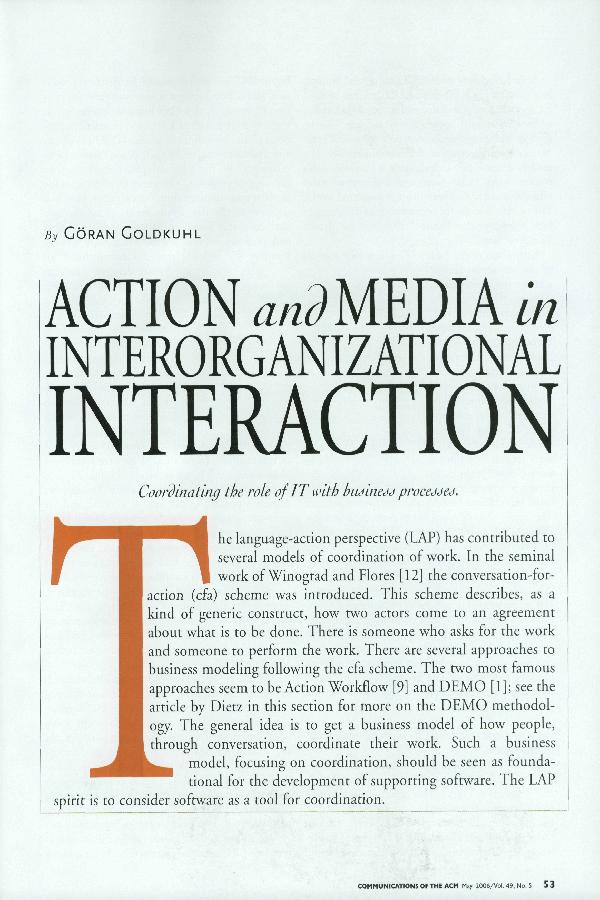 By GÖRAN GOLDKUHL
ACTION and MEDIA in
INTERORGANIZATIONAL
INTERACTION
Coordinating the role of IT with business processes.
The language-action perspective (LAP) has contributed to
several models of coordination of work. In the seminal
work of Winograd and Flores [12] the conversation-for-
action (cfa) scheme was introduced. This scheme describes, as a
kind of generic construct, how two actors come to an agreement
about what is to be done. There is someone who asks for the work
and someone to perform the work. There are several approaches to
business modeling following the cfa scheme. The two most famous
approaches seem to be Action Workflow [9] and DEMO [1]; see the
article by Dietz in this section for more on the DEMO methodol-
ogy. The general idea is to get a business model of how people,
through conversation, coordinate their work. Such a business
model, focusing on coordination, should be seen as founda-
tional for the development of supporting software. The LAP
spirit is to consider software as a tool for coordination.
COMMUNICATIONS OF THE ACM May 2006/Vol. 49, No. 5 53